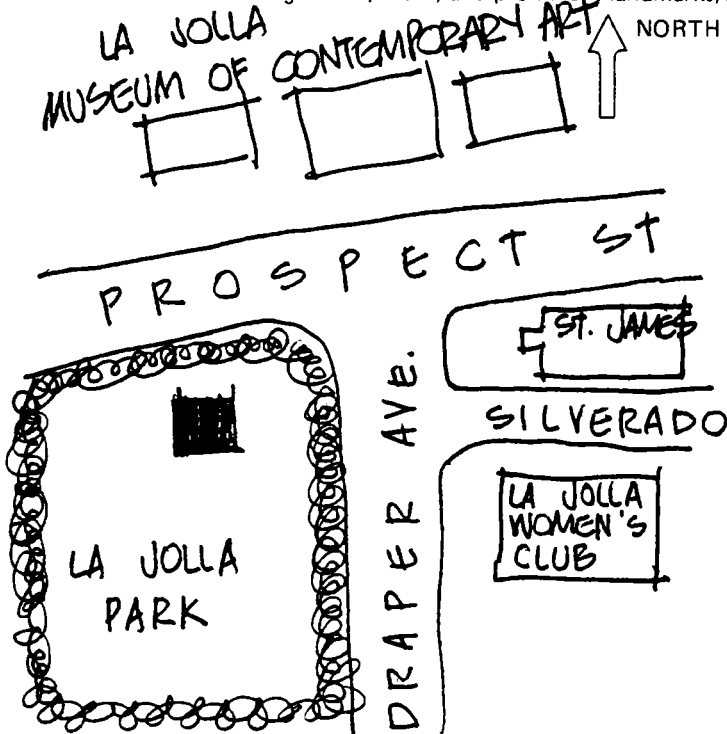 LA JOLLA
MUSEUM OF CONTEMPORARY ART
NORTH
PROSPECT ST
ST. JAMES
DRAPER AVE.
SILVERADO
LA JOLLA
WOMEN'S
CLUB
LA JOLLA
PARK